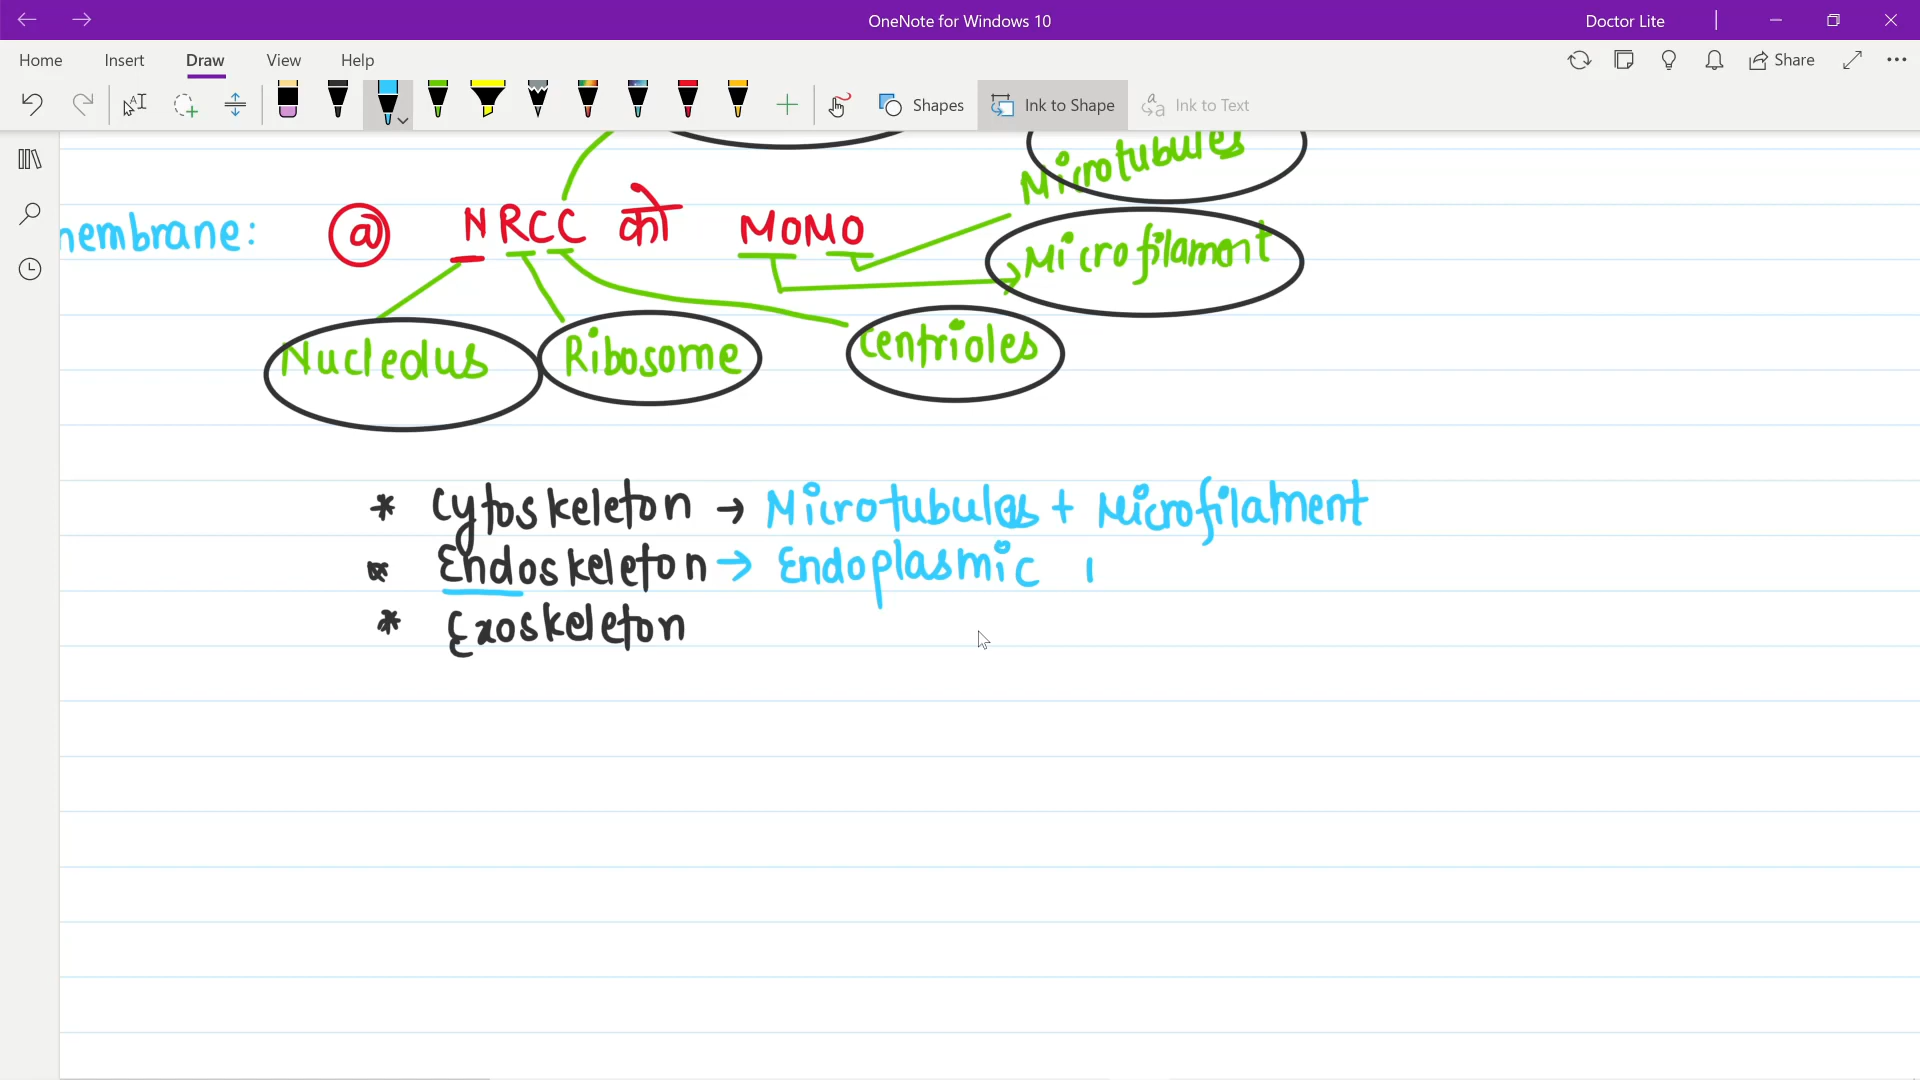 OneNote for Windows 10
Doctor Lite
Home Insert Draw View Help
Share
Shapes Ink to Shape Ink to Text
Microtubules
membrane: @ NRCC को MOMO
Microfilament
Nucleolus Ribosome Centrioles
* Cytoskeleton → Microtubules + Microfilament
* Endoskeleton → Endoplasmic
* Exoskeleton